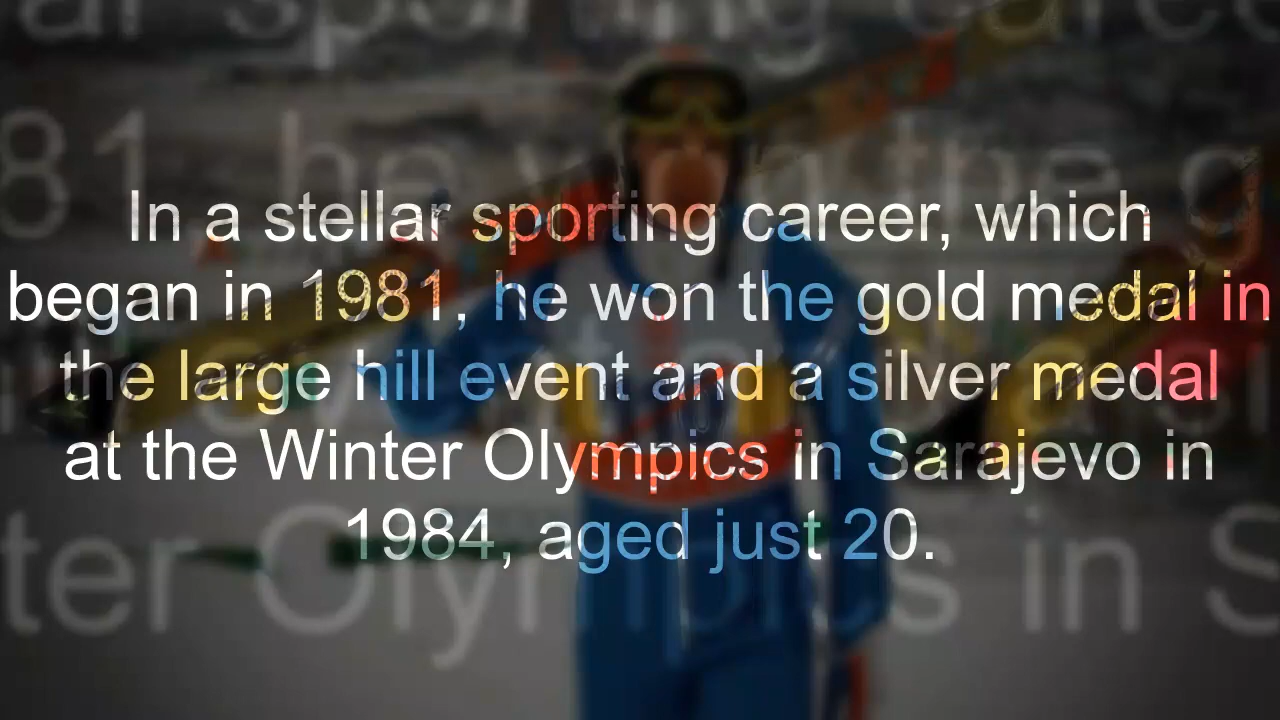 In a stellar sporting career, which
began in 1981, he won the gold medal in
the large hill event and a silver medal
at the Winter Olympics in Sarajevo in
1984, aged just 20.